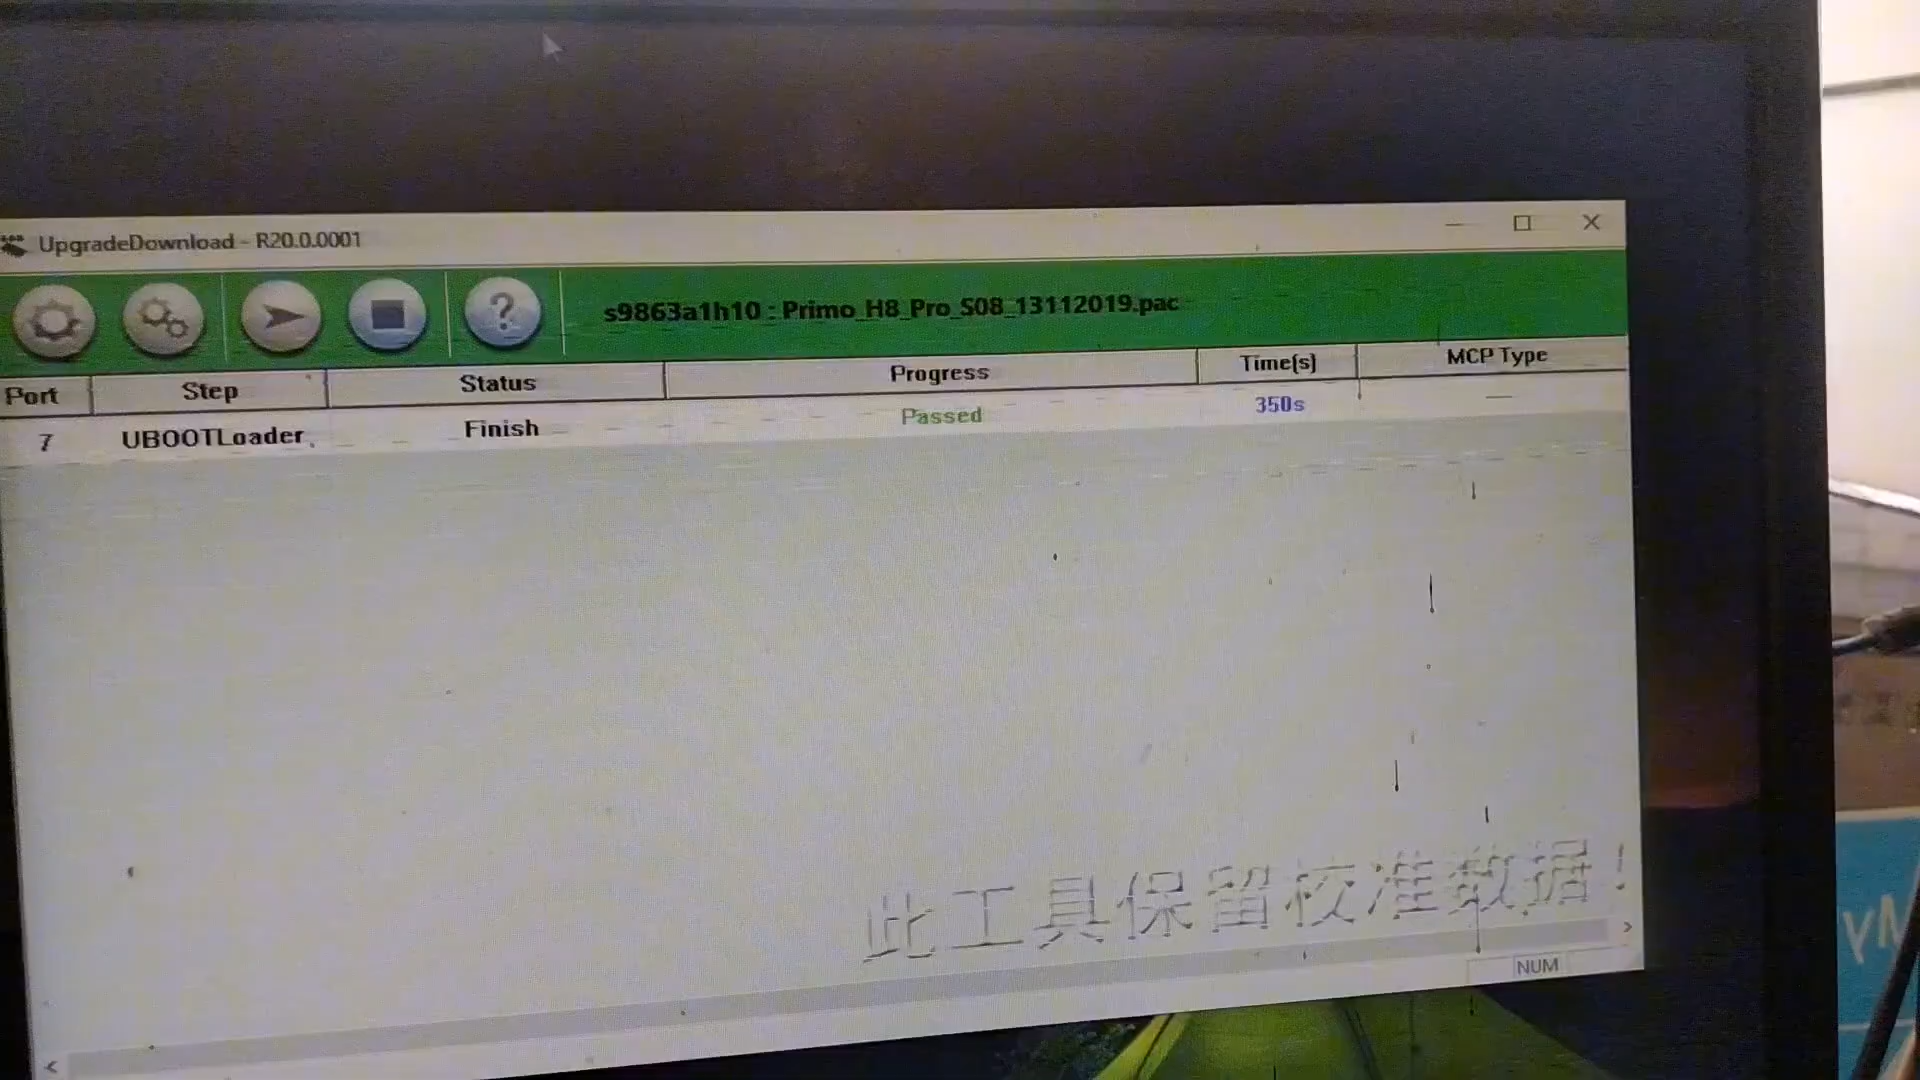 UpgradeDownload - R20.0.0001
s9863a1h10 : Primo_H8_Pro_S08_13112019.pac
Port Step Status Progress Time(s) MCP Type
7 UBOOTLoader Finish Passed 350s
此工具保留校准数据!
NUM